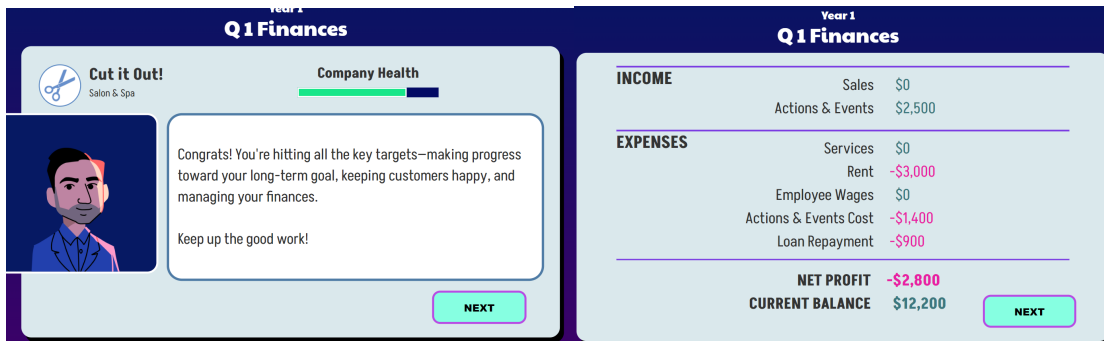 Year 1
Q1 Finances
Cut it Out!
Salon & Spa
Company Health
Congrats! You're hitting all the key targets—making progress
toward your long-term goal, keeping customers happy, and
managing your finances.
Keep up the good work!
NEXT
Year 1
Q1 Finances
INCOME
Sales $0
Actions & Events $2,500
EXPENSES
Services $0
Rent -$3,000
Employee Wages $0
Actions & Events Cost -$1,400
Loan Repayment -$900
NET PROFIT -$2,800
CURRENT BALANCE $12,200
NEXT